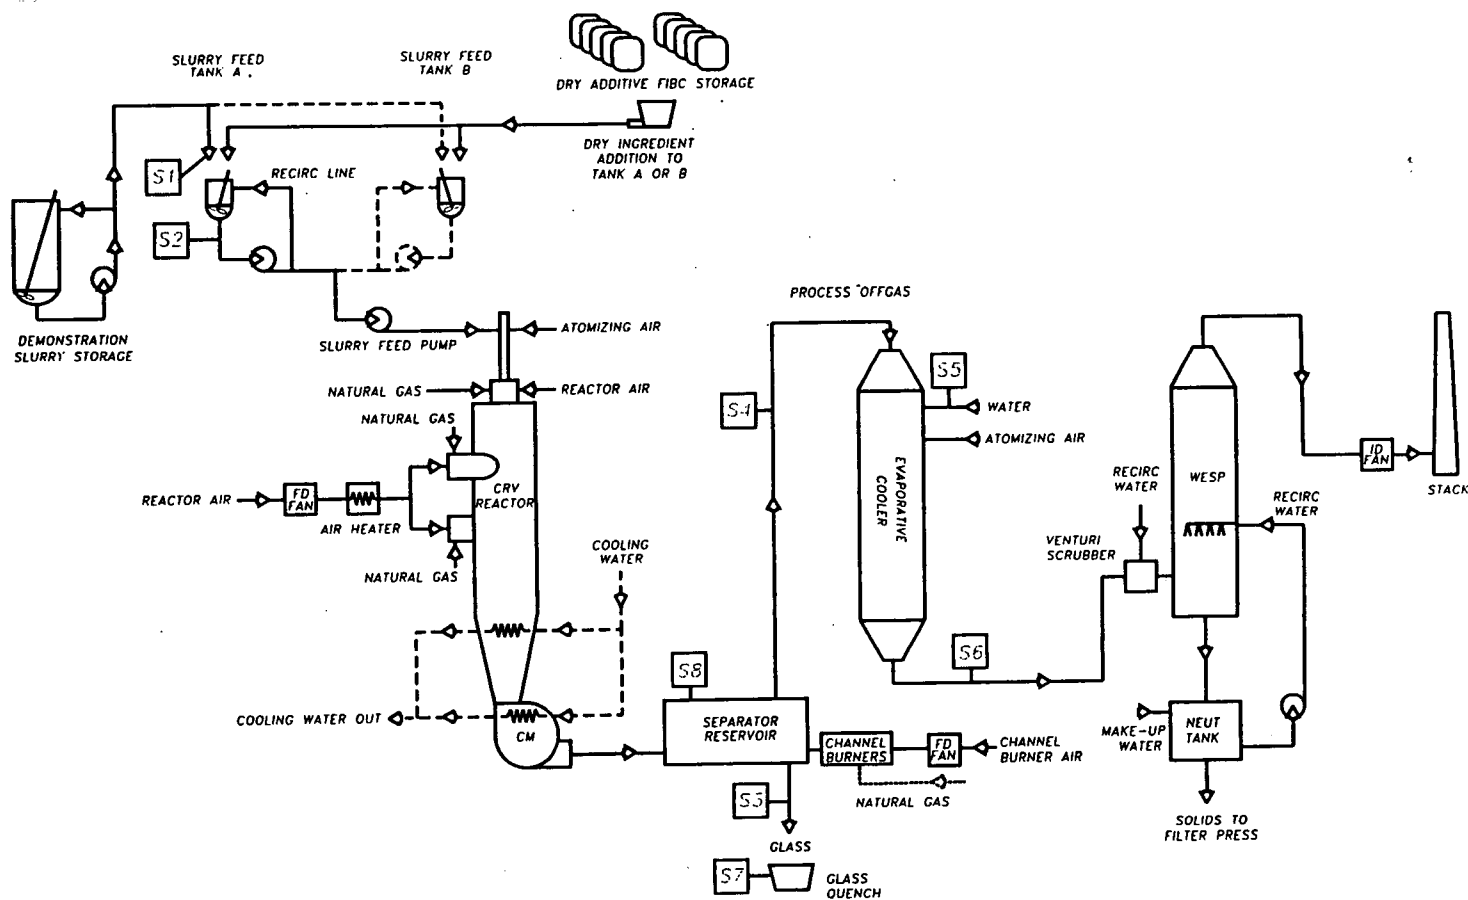 SLURRY FEED
TANK A
SLURRY FEED
TANK B
DRY ADDITIVE FIBC STORAGE
DRY INGREDIENT
ADDITION TO
TANK A OR B
S1
RECIRC LINE
S2
DEMONSTRATION
SLURRY STORAGE
SLURRY FEED PUMP
ATOMIZING AIR
NATURAL GAS
REACTOR AIR
NATURAL GAS
REACTOR AIR
FD
FAN
AIR HEATER
CRV
REACTOR
NATURAL GAS
COOLING
WATER
COOLING WATER OUT
CM
PROCESS OFFGAS
S4
S5
WATER
ATOMIZING AIR
EVAPORATIVE
COOLER
S6
S8
SEPARATOR
RESERVOIR
CHANNEL
BURNERS
FD
FAN
CHANNEL
BURNER AIR
NATURAL GAS
S3
GLASS
S7
GLASS
QUENCH
RECIRC
WATER
VENTURI
SCRUBBER
WESP
RECIRC
WATER
ID
FAN
STACK
MAKE-UP
WATER
NEUT
TANK
SOLIDS TO
FILTER PRESS